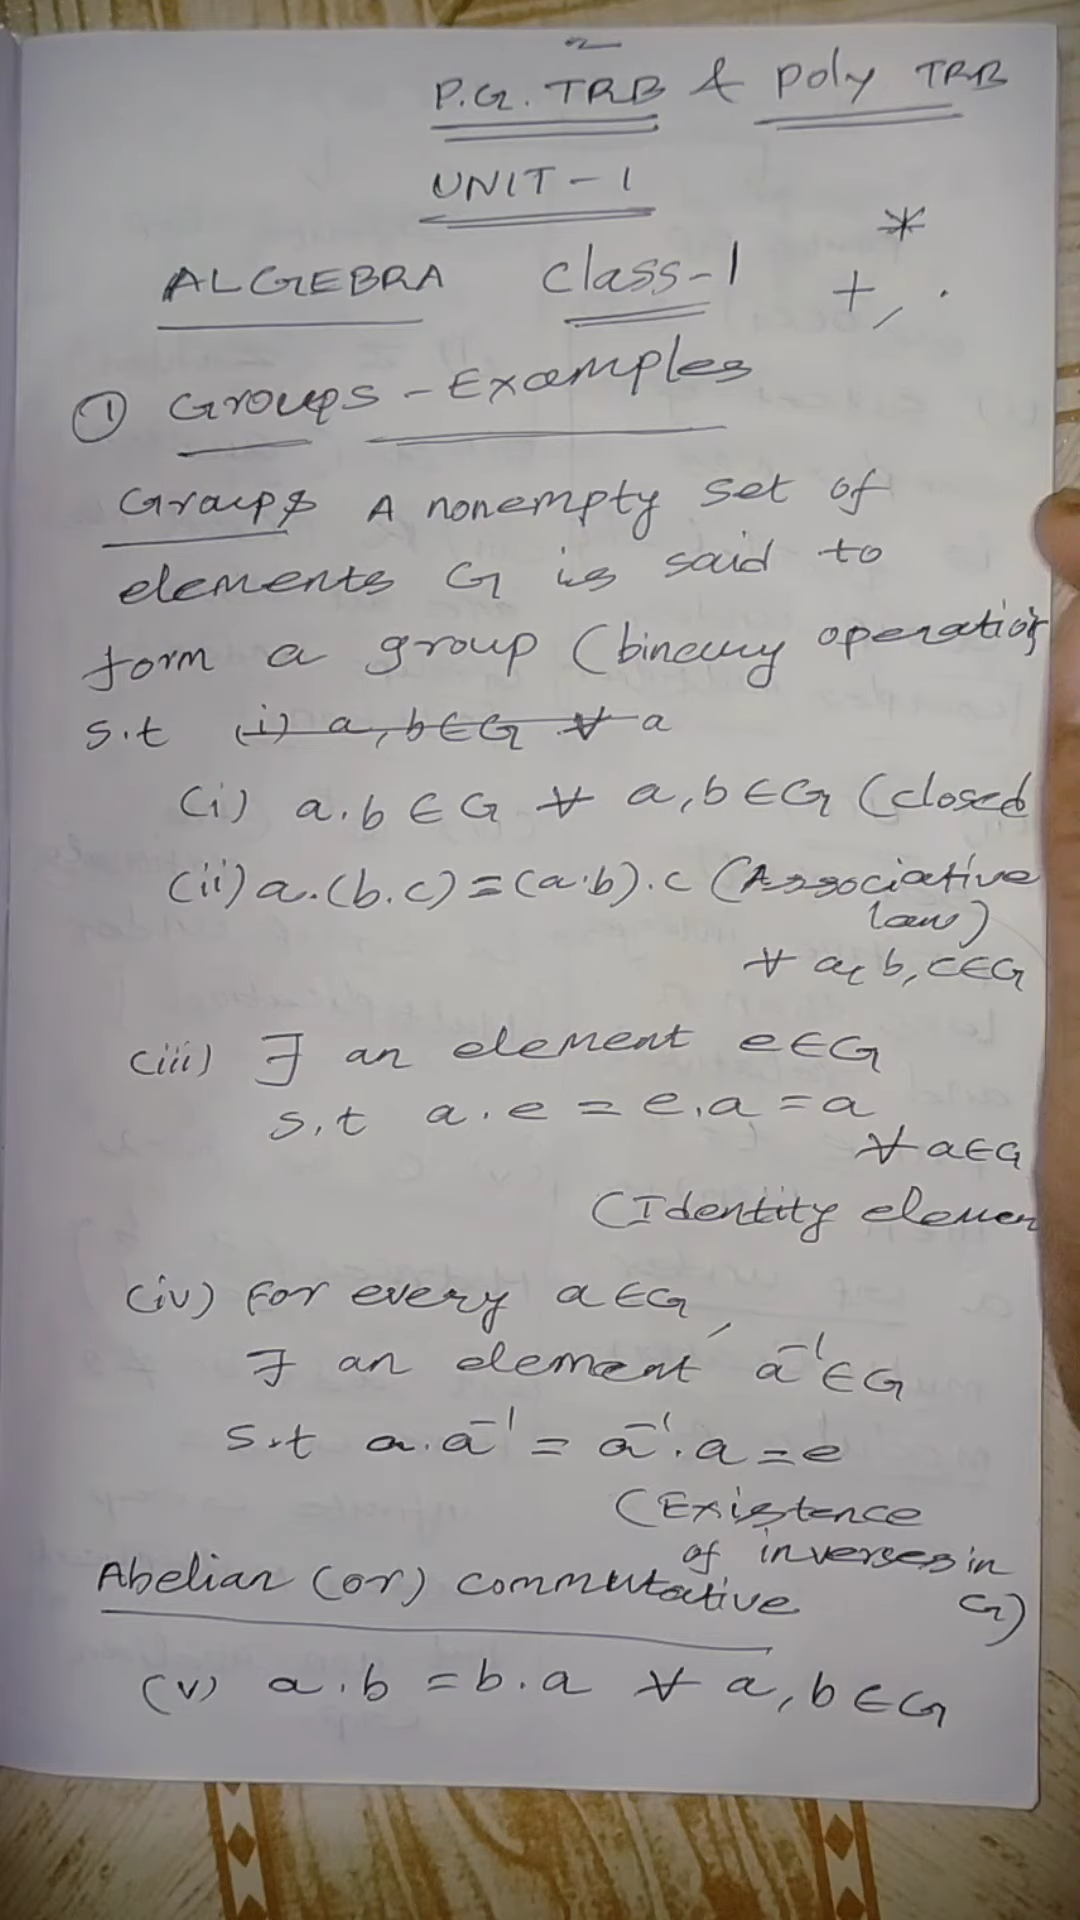 P.G. TRB & Poly TRB
UNIT - 1
ALGEBRA class-1 +, . *
① Groups - Examples
Groups A nonempty set of
elements G is said to
form a group (binary operation
s.t (i) a, b ∈ G ∀ a
(i) a.b ∈ G ∀ a, b ∈ G (closed
(ii) a.(b.c) = (a.b).c (Associative
law)
∀ a, b, c ∈ G
(iii) ∃ an element e ∈ G
s.t a.e = e.a = a
∀ a ∈ G
(Identity elemen
(iv) For every a ∈ G,
∃ an element a⁻¹ ∈ G
s.t a.a⁻¹ = a⁻¹.a = e
(Existence
of inverses in
G)
Abelian (or) commutative
(v) a.b = b.a ∀ a, b ∈ G